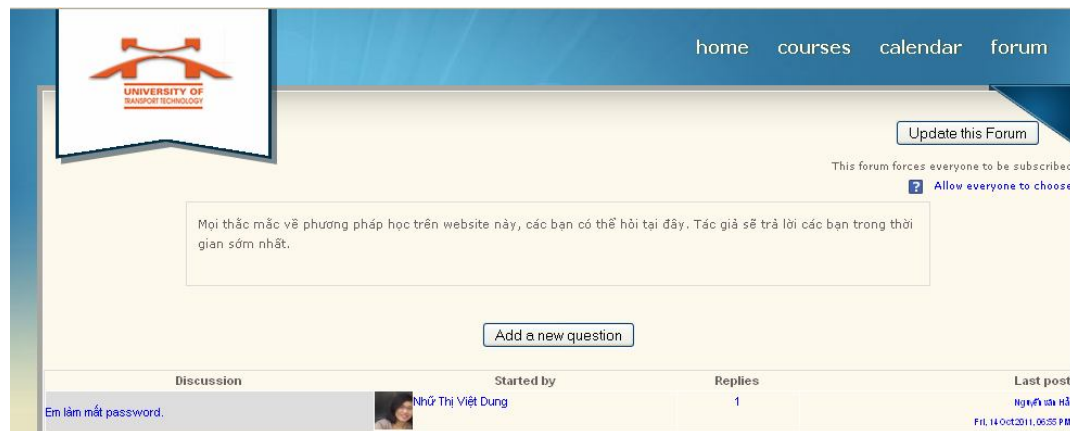 home courses calendar forum
UNIVERSITY OF
TRANSPORT TECHNOLOGY
Update this Forum
This forum forces everyone to be subscribed
Allow everyone to choose
Mọi thắc mắc về phương pháp học trên website này, các bạn có thể hỏi tại đây. Tác giả sẽ trả lời các bạn trong thời
gian sớm nhất.
Add a new question
Discussion Started by Replies Last post
Em làm mất password. Nhữ Thị Việt Dung 1 Nguyễn văn Hả
Fri, 14 Oct 2011, 06:55 PM